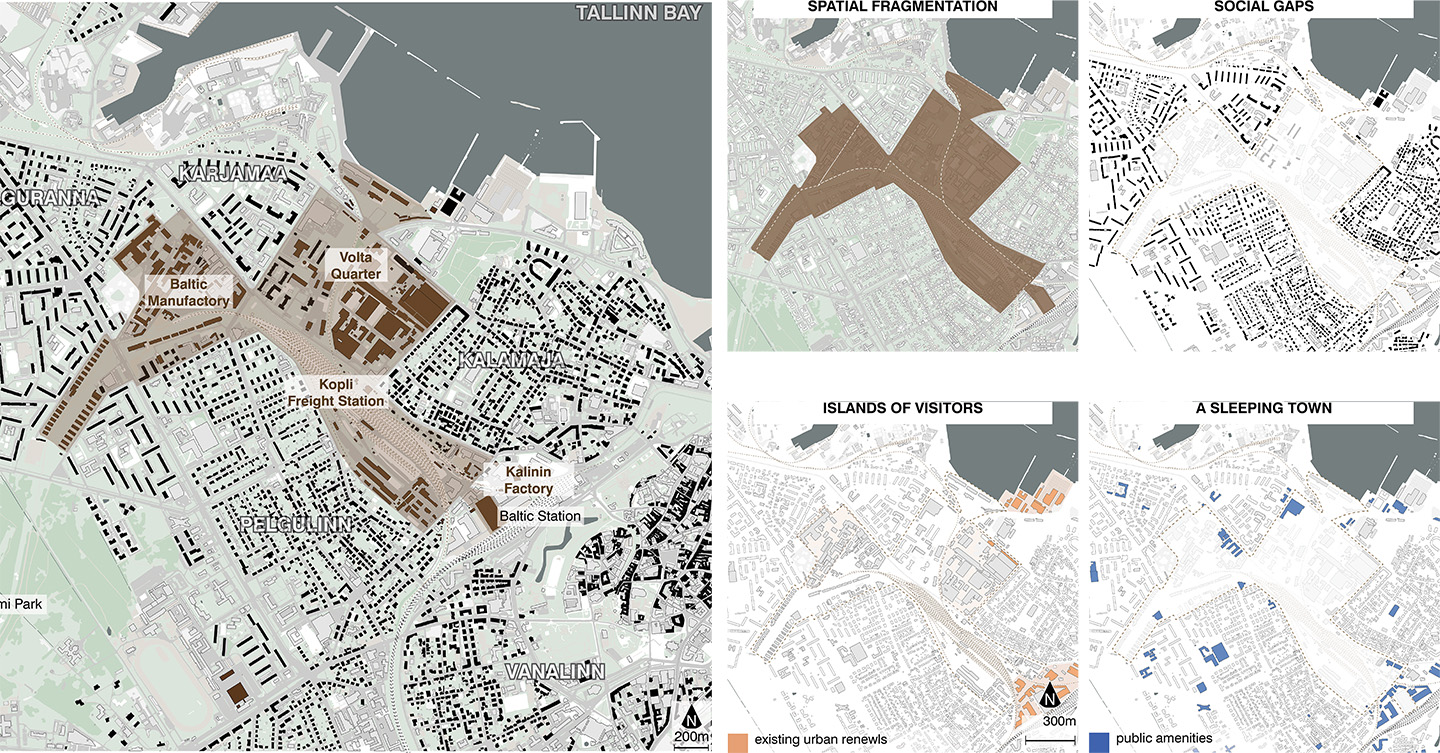 TALLINN BAY
KARJAMAA
GURANNA
Volta
Quarter
Baltic
Manufactory
KALAMAJA
Kopli
Freight Station
Kalinin
Factory
Baltic Station
PELGULINN
mi Park
VANALINN
N
200m
SPATIAL FRAGMENTATION
SOCIAL GAPS
ISLANDS OF VISITORS
N
300m
existing urban renewls
A SLEEPING TOWN
public amenities